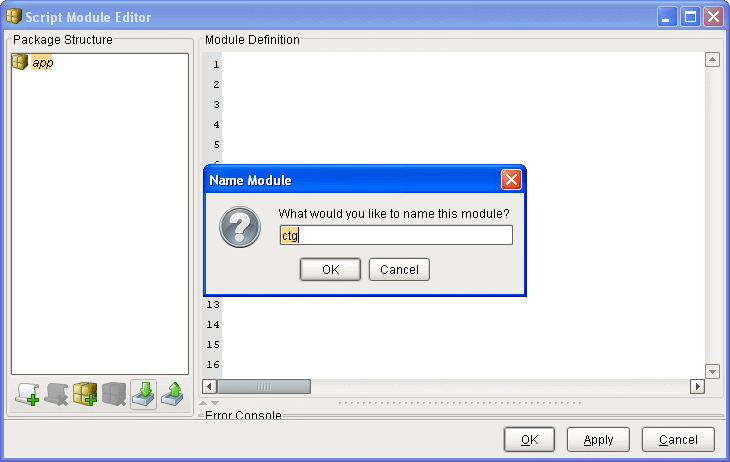 Script Module Editor
Package Structure
app
Module Definition
1
2
3
4
5
Name Module
What would you like to name this module?
ctg
OK
Cancel
13
14
15
16
Error Console
OK
Apply
Cancel